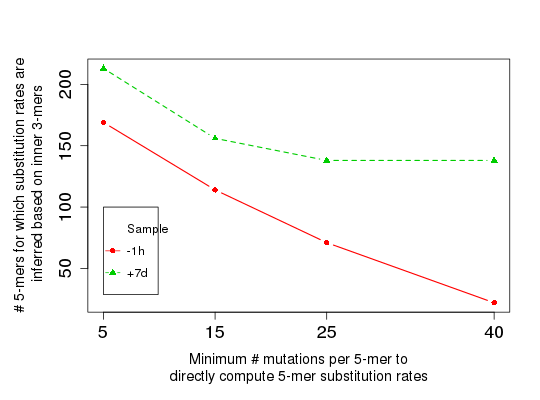 # 5-mers for which substitution rates are
inferred based on inner 3-mers
200
150
100
50
Sample
-1h
+7d
5 15 25 40
Minimum # mutations per 5-mer to
directly compute 5-mer substitution rates